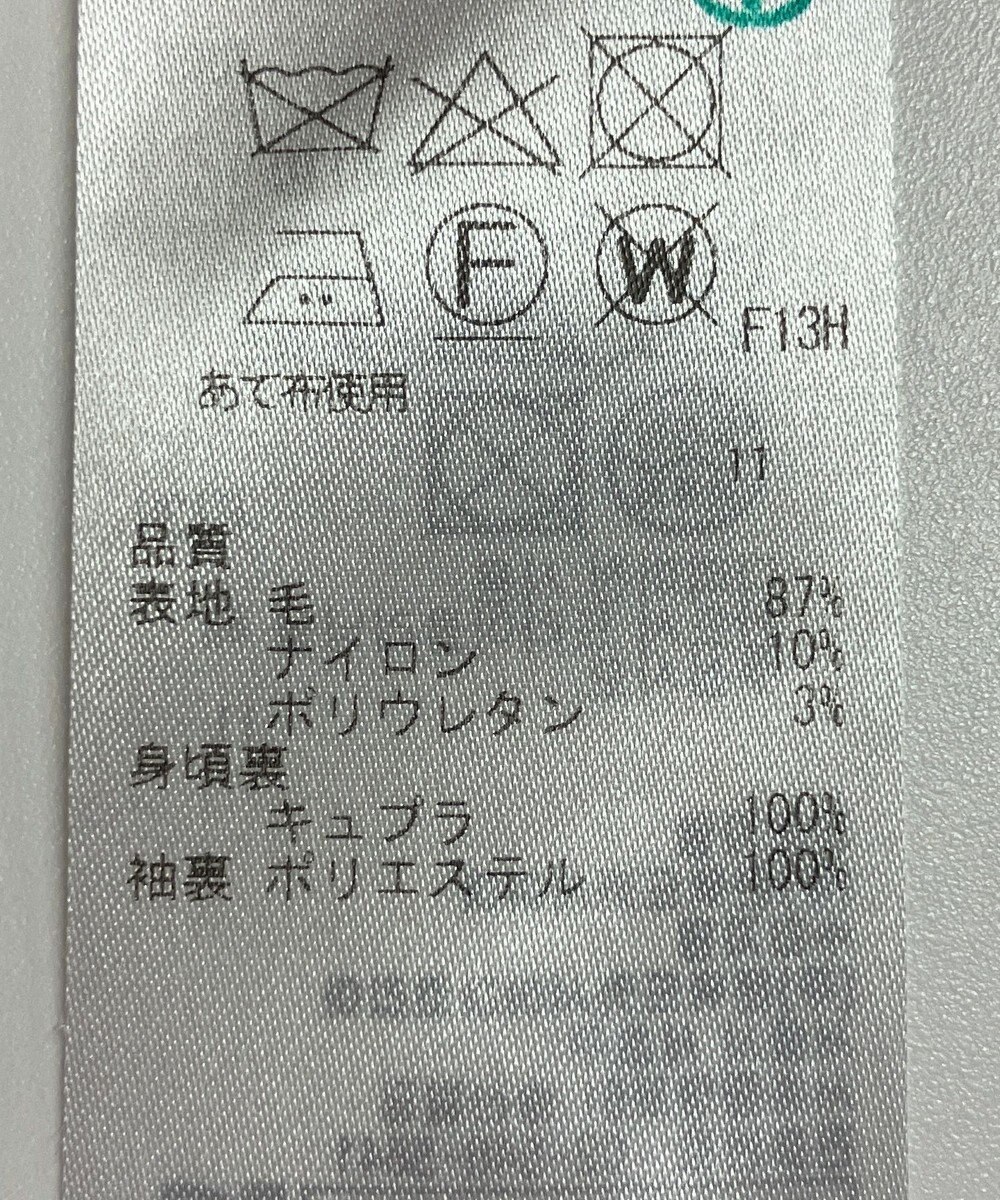 F
W
F13H
あて布使用
11
品質
表地 毛 87%
ナイロン 10%
ポリウレタン 3%
身頃裏
キュプラ 100%
袖裏 ポリエステル 100%